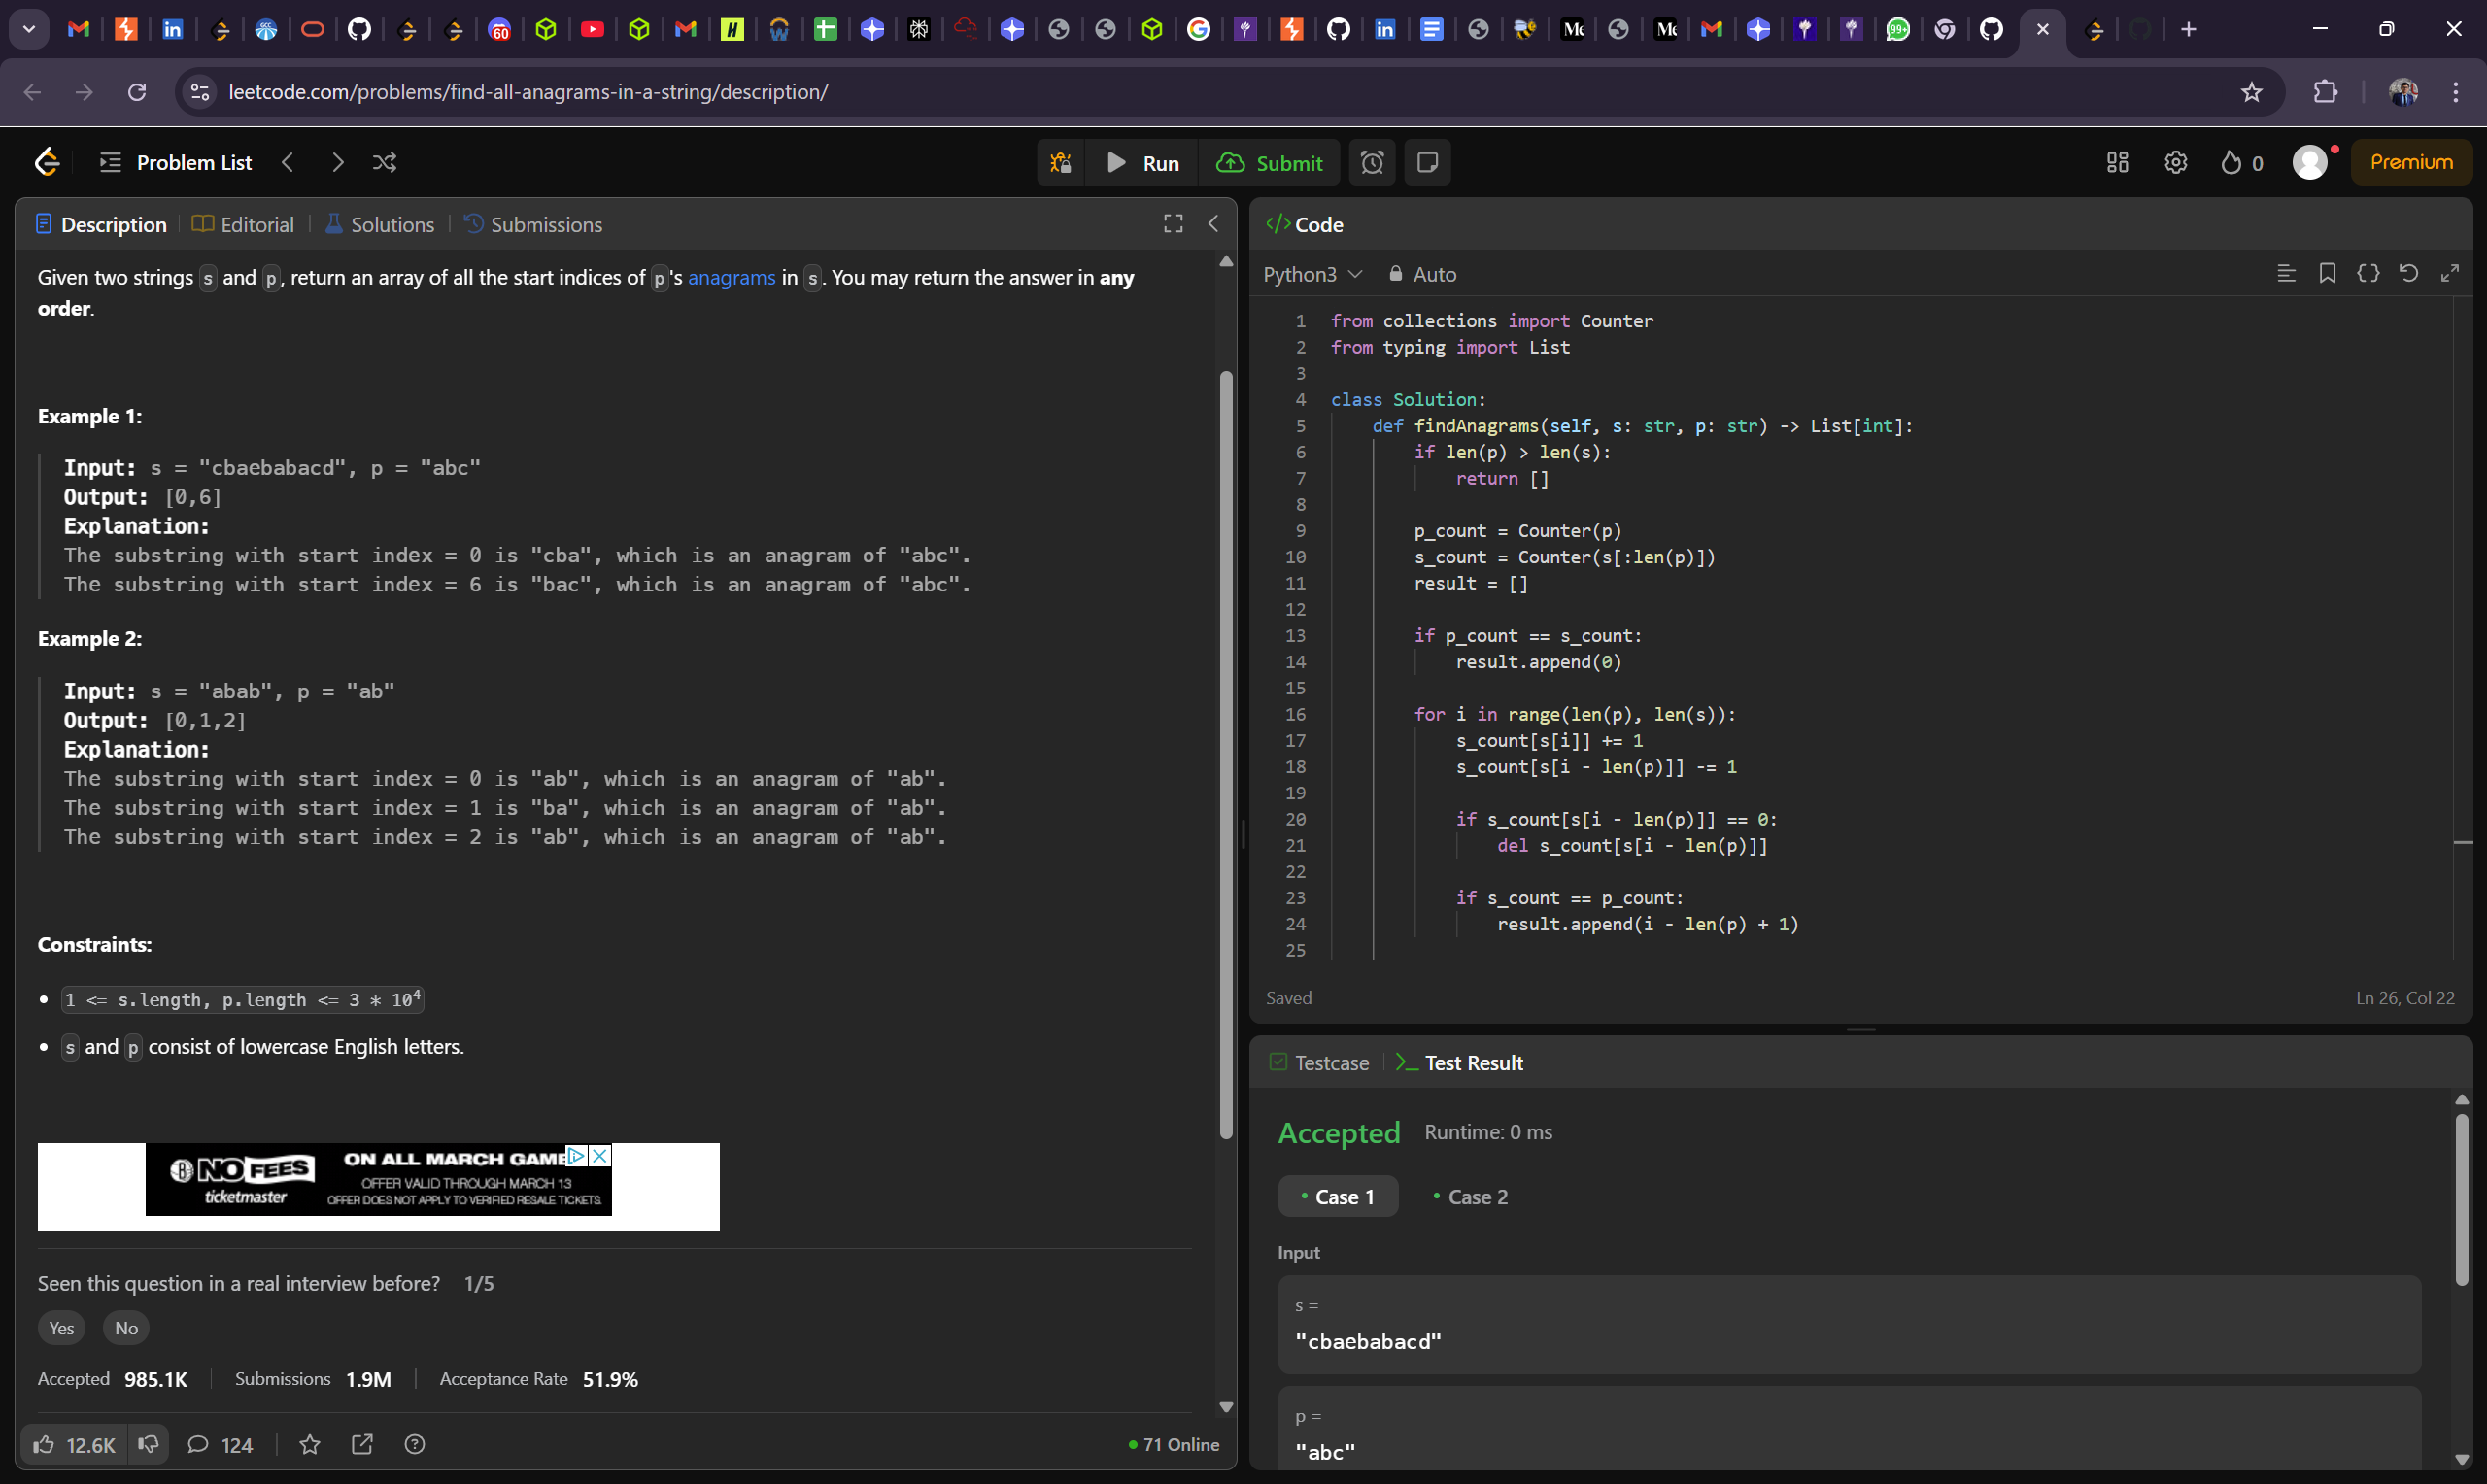 60
H
Me
Me
99+
leetcode.com/problems/find-all-anagrams-in-a-string/description/
Problem List
Run
Submit
0
Premium
Description
Editorial
Solutions
Submissions
Given two strings s and p, return an array of all the start indices of p's anagrams in s. You may return the answer in any
order.
Example 1:
Input: s = "cbaebabacd", p = "abc"
Output: [0,6]
Explanation:
The substring with start index = 0 is "cba", which is an anagram of "abc".
The substring with start index = 6 is "bac", which is an anagram of "abc".
Example 2:
Input: s = "abab", p = "ab"
Output: [0,1,2]
Explanation:
The substring with start index = 0 is "ab", which is an anagram of "ab".
The substring with start index = 1 is "ba", which is an anagram of "ab".
The substring with start index = 2 is "ab", which is an anagram of "ab".
Constraints:
• 1 <= s.length, p.length <= 3 * 10⁴
• s and p consist of lowercase English letters.
NO FEES
ticketmaster
ON ALL MARCH GAME
OFFER VALID THROUGH MARCH 13
OFFER DOES NOT APPLY TO VERIFIED RESALE TICKETS.
Seen this question in a real interview before? 1/5
Yes
No
Accepted 985.1K
Submissions 1.9M
Acceptance Rate 51.9%
12.6K
124
71 Online
</> Code
Python3
Auto
1 from collections import Counter
2 from typing import List
3
4 class Solution:
5     def findAnagrams(self, s: str, p: str) -> List[int]:
6         if len(p) > len(s):
7             return []
8
9         p_count = Counter(p)
10         s_count = Counter(s[:len(p)])
11         result = []
12
13         if p_count == s_count:
14             result.append(0)
15
16         for i in range(len(p), len(s)):
17             s_count[s[i]] += 1
18             s_count[s[i - len(p)]] -= 1
19
20             if s_count[s[i - len(p)]] == 0:
21                 del s_count[s[i - len(p)]]
22
23             if s_count == p_count:
24                 result.append(i - len(p) + 1)
25
Saved
Ln 26, Col 22
Testcase
Test Result
Accepted
Runtime: 0 ms
• Case 1
• Case 2
Input
s =
"cbaebabacd"
p =
"abc"